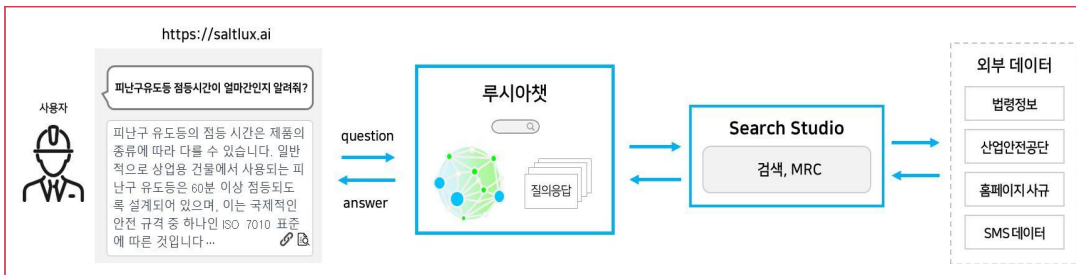 https://saltlux.ai
사용자
피난구유도등 점등시간이 얼마간인지 알려줘?
피난구 유도등의 점등 시간은 제품의
종류에 따라 다를 수 있습니다. 일반
적으로 상업용 건물에서 사용되는 피
난구 유도등은 60분 이상 점등되도
록 설계되어 있으며, 이는 국제적인
안전 규격 중 하나인 ISO 7010 표준
에 따른 것입니다…
question
answer
루시아챗
질의응답
Search Studio
검색, MRC
외부 데이터
법령정보
산업안전공단
홈페이지 사규
SMS 데이터